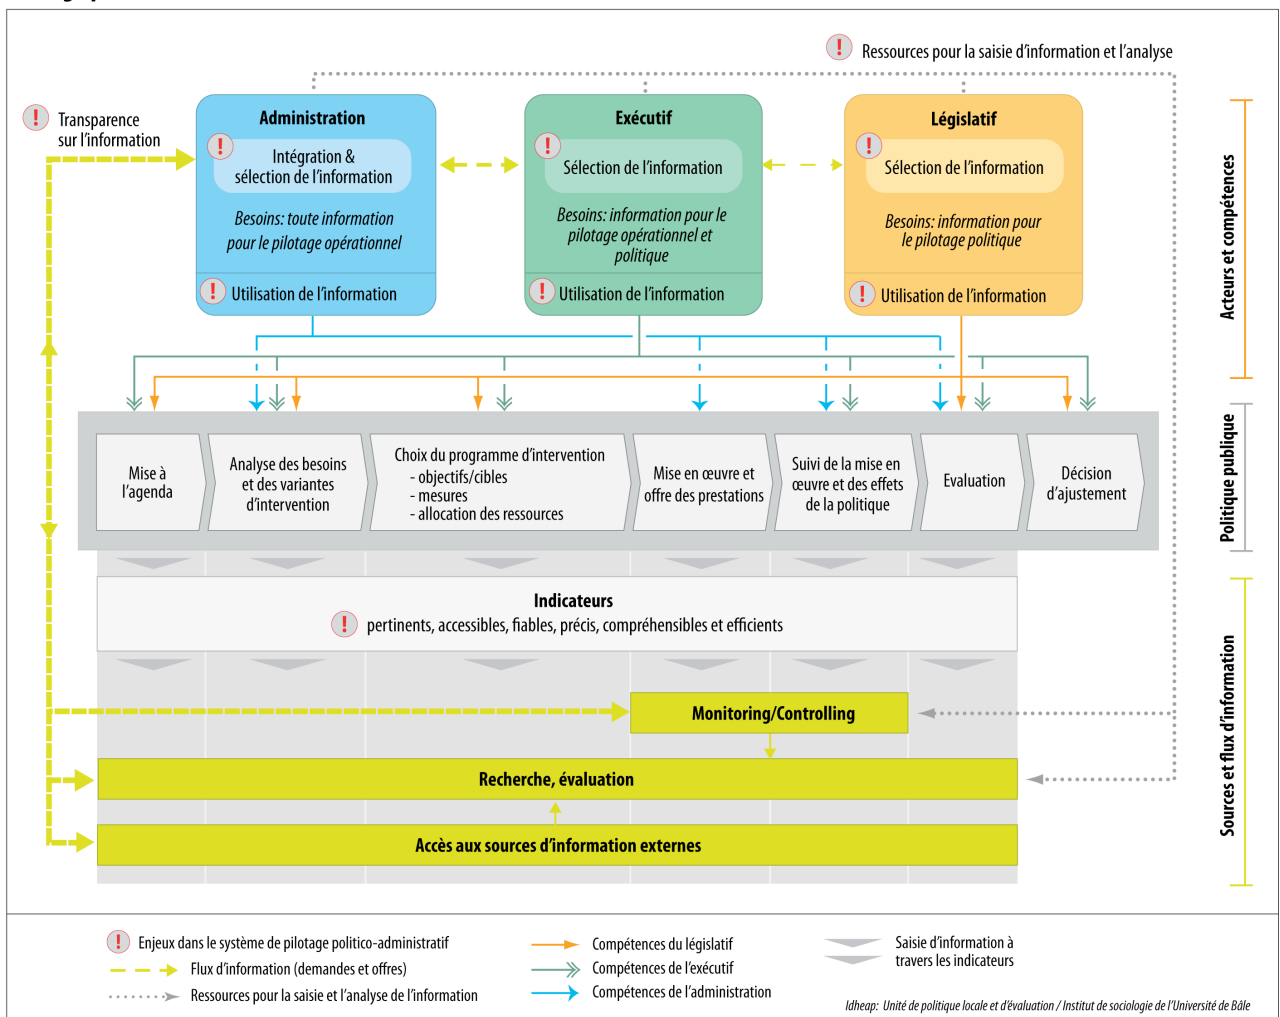 Ressources pour la saisie d'information et l'analyse
Transparence
sur l'information
Administration
Intégration &
sélection de l'information
Besoins: toute information
pour le pilotage opérationnel
Utilisation de l'information
Exécutif
Sélection de l'information
Besoins: information pour le
pilotage opérationnel et
politique
Utilisation de l'information
Législatif
Sélection de l'information
Besoins: information pour
le pilotage politique
Utilisation de l'information
Acteurs et compétences
Mise à
l'agenda
Analyse des besoins
et des variantes
d'intervention
Choix du programme d'intervention
- objectifs/cibles
- mesures
- allocation des ressources
Mise en œuvre et
offre des prestations
Suivi de la mise en
œuvre et des effets
de la politique
Evaluation
Décision
d'ajustement
Politique publique
Indicateurs
pertinents, accessibles, fiables, précis, compréhensibles et efficients
Monitoring/Controlling
Recherche, évaluation
Accès aux sources d'information externes
Sources et flux d'information
Enjeux dans le système de pilotage politico-administratif
Flux d'information (demandes et offres)
Ressources pour la saisie et l'analyse de l'information
Compétences du législatif
Compétences de l'exécutif
Compétences de l'administration
Saisie d'information à
travers les indicateurs
Idheap: Unité de politique locale et d'évaluation / Institut de sociologie de l'Université de Bâle